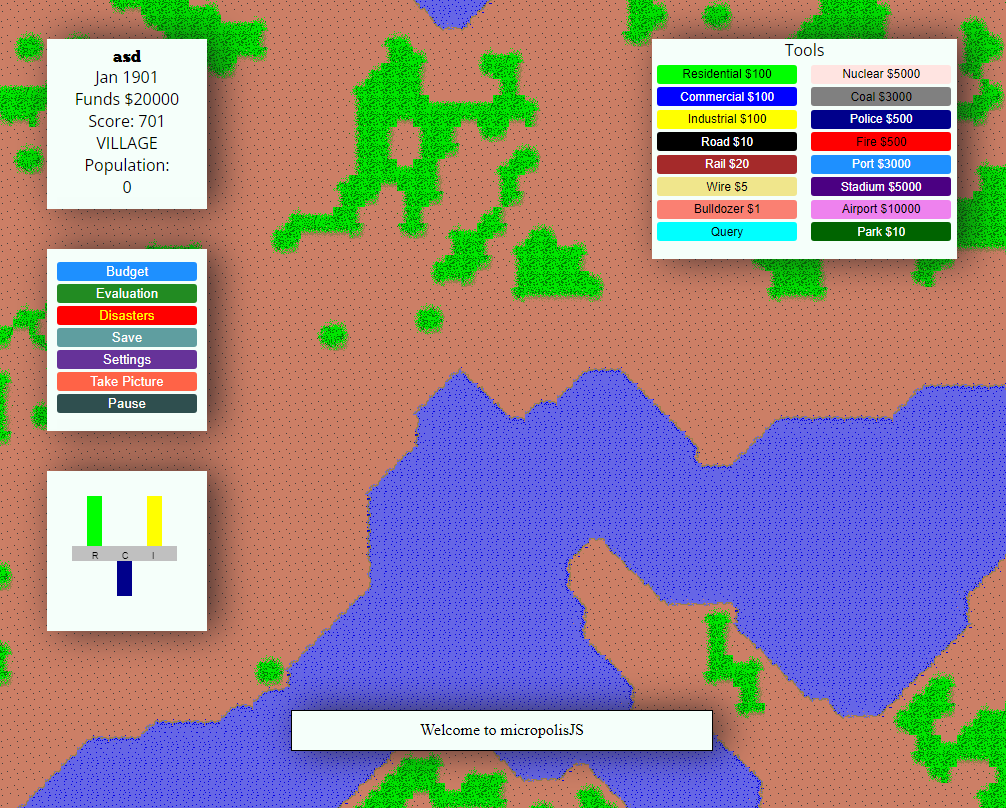 asd
Jan 1901
Funds $20000
Score: 701
VILLAGE
Population:
0
Budget
Evaluation
Disasters
Save
Settings
Take Picture
Pause
R C I
Tools
Residential $100 Nuclear $5000
Commercial $100 Coal $3000
Industrial $100 Police $500
Road $10 Fire $500
Rail $20 Port $3000
Wire $5 Stadium $5000
Bulldozer $1 Airport $10000
Query Park $10
Welcome to micropolisJS